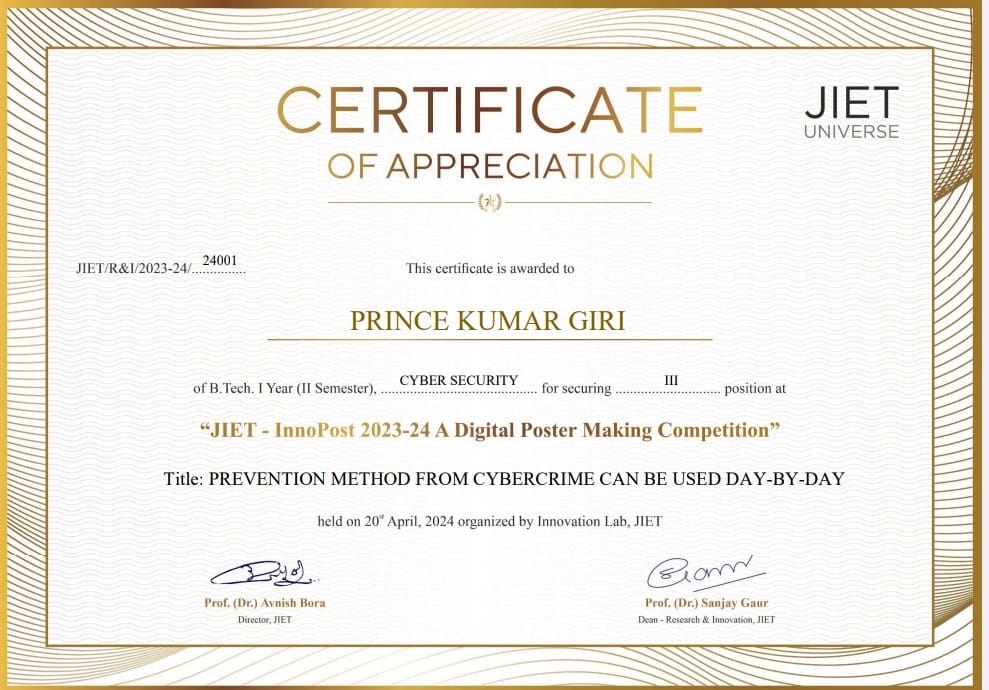 CERTIFICATE
OF APPRECIATION
JIET
UNIVERSE
JIET/R&I/2023-24/...............24001
This certificate is awarded to
PRINCE KUMAR GIRI
of B.Tech. I Year (II Semester), CYBER SECURITY for securing III position at
“JIET - InnoPost 2023-24 A Digital Poster Making Competition”
Title: PREVENTION METHOD FROM CYBERCRIME CAN BE USED DAY-BY-DAY
held on 20st April, 2024 organized by Innovation Lab, JIET
Prof. (Dr.) Avnish Bora
Director, JIET
Prof. (Dr.) Sanjay Gaur
Dean - Research & Innovation, JIET